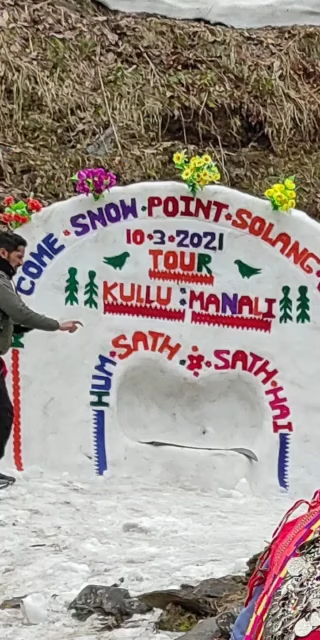 COME·SNOW·POINT·SOLANG·
10·3·2021
TOUR
KULLU:MANALI
HUM·SATH·SATH·HAI